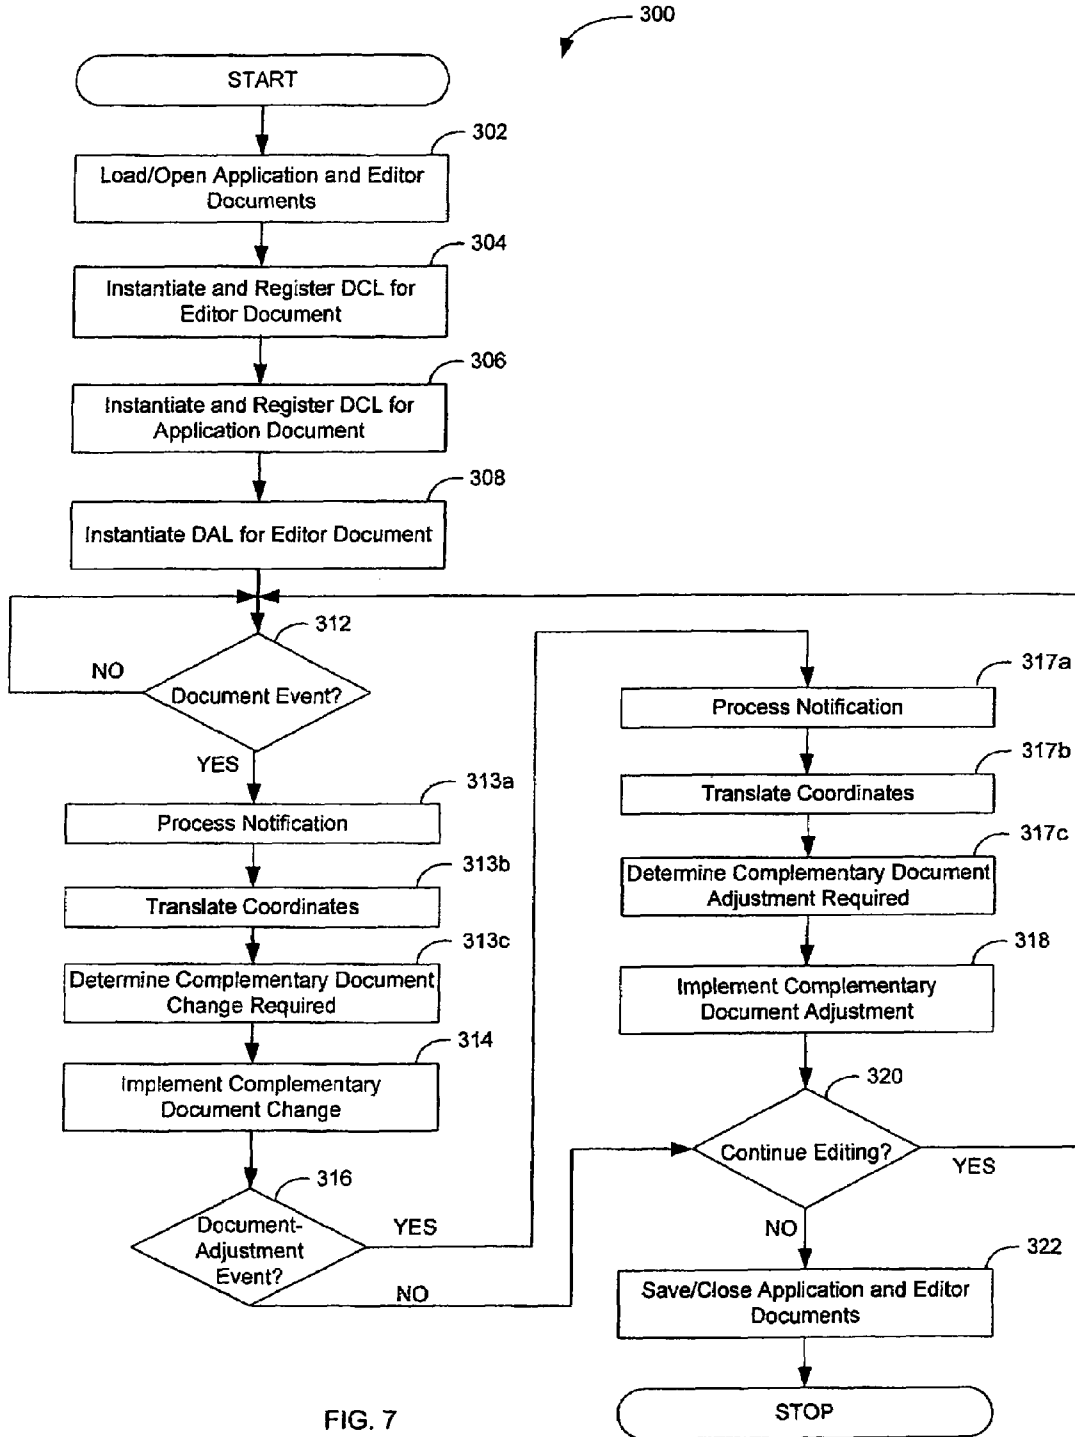 300
START
302
Load/Open Application and Editor
Documents
304
Instantiate and Register DCL for
Editor Document
306
Instantiate and Register DCL for
Application Document
308
Instantiate DAL for Editor Document
312
NO
Document Event?
YES
313a
Process Notification
313b
Translate Coordinates
313c
Determine Complementary Document
Change Required
314
Implement Complementary
Document Change
316
Document-
Adjustment
Event?
YES
NO
317a
Process Notification
317b
Translate Coordinates
317c
Determine Complementary Document
Adjustment Required
318
Implement Complementary
Document Adjustment
320
Continue Editing?
YES
NO
322
Save/Close Application and Editor
Documents
STOP
FIG. 7